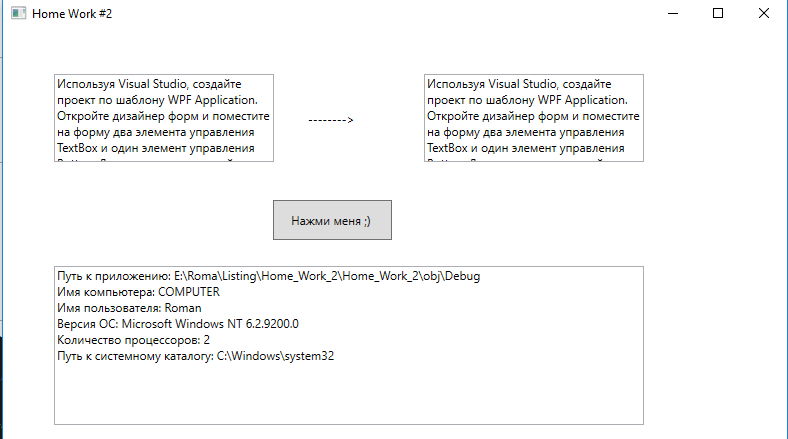 Home Work #2
Используя Visual Studio, создайте
проект по шаблону WPF Application.
Откройте дизайнер форм и поместите
на форму два элемента управления
TextBox и один элемент управления
-------->
Используя Visual Studio, создайте
проект по шаблону WPF Application.
Откройте дизайнер форм и поместите
на форму два элемента управления
TextBox и один элемент управления
Нажми меня ;)
Путь к приложению: E:\Roma\Listing\Home_Work_2\Home_Work_2\obj\Debug
Имя компьютера: COMPUTER
Имя пользователя: Roman
Версия ОС: Microsoft Windows NT 6.2.9200.0
Количество процессоров: 2
Путь к системному каталогу: C:\Windows\system32